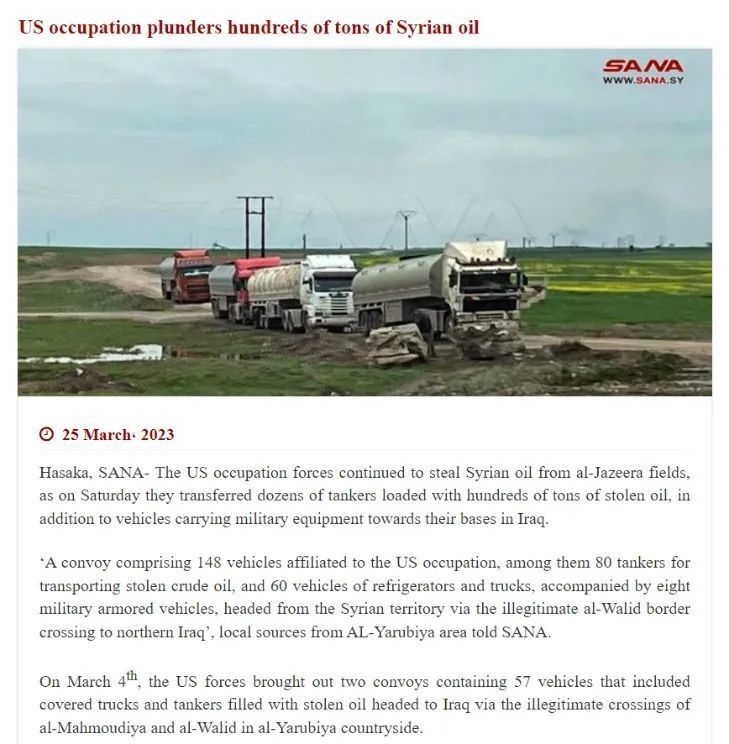 US occupation plunders hundreds of tons of Syrian oil
SANA
WWW.SANA.SY
25 March، 2023
Hasaka, SANA- The US occupation forces continued to steal Syrian oil from al-Jazeera fields,
as on Saturday they transferred dozens of tankers loaded with hundreds of tons of stolen oil, in
addition to vehicles carrying military equipment towards their bases in Iraq.
‘A convoy comprising 148 vehicles affiliated to the US occupation, among them 80 tankers for
transporting stolen crude oil, and 60 vehicles of refrigerators and trucks, accompanied by eight
military armored vehicles, headed from the Syrian territory via the illegitimate al-Walid border
crossing to northern Iraq’, local sources from AL-Yarubiya area told SANA.
On March 4th, the US forces brought out two convoys containing 57 vehicles that included
covered trucks and tankers filled with stolen oil headed to Iraq via the illegitimate crossings of
al-Mahmoudiya and al-Walid in al-Yarubiya countryside.